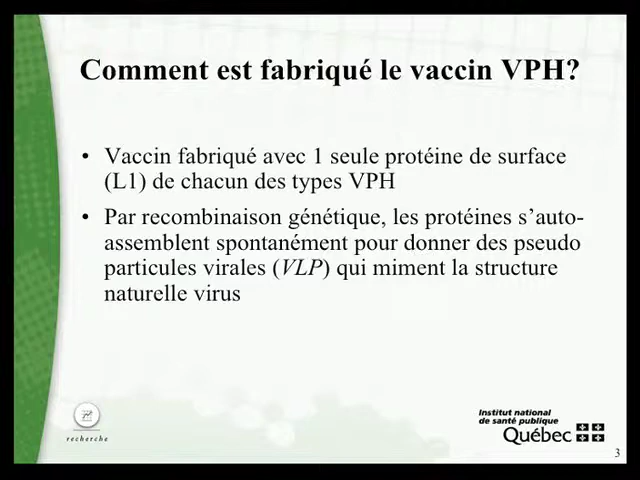 Comment est fabriqué le vaccin VPH?
• Vaccin fabriqué avec 1 seule protéine de surface
(L1) de chacun des types VPH
• Par recombinaison génétique, les protéines s’auto-
assemblent spontanément pour donner des pseudo
particules virales (VLP) qui miment la structure
naturelle virus
recherche
Institut national
de santé publique
Québec
3